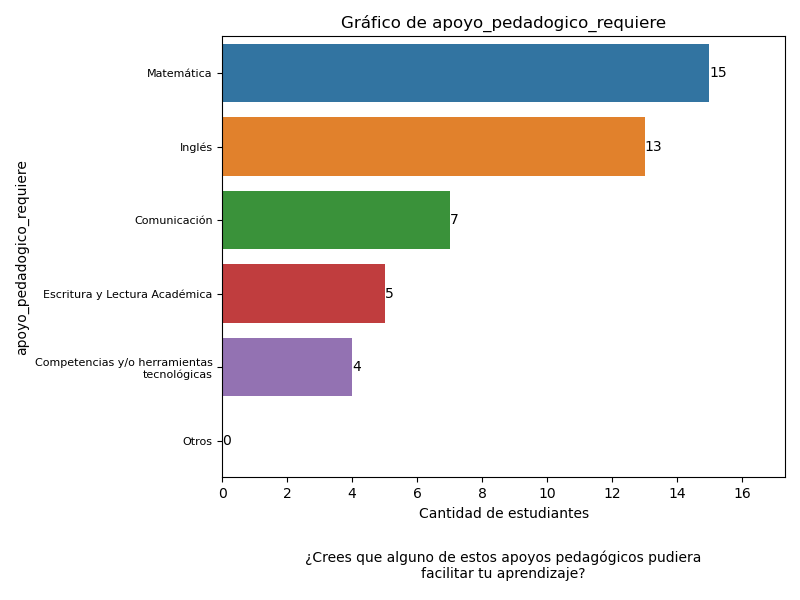 Gráfico de apoyo_pedadogico_requiere
apoyo_pedadogico_requiere
Matemática
15
Inglés
13
Comunicación
7
Escritura y Lectura Académica
5
Competencias y/o herramientas
tecnológicas
4
Otros
0
0 2 4 6 8 10 12 14 16
Cantidad de estudiantes
¿Crees que alguno de estos apoyos pedagógicos pudiera
facilitar tu aprendizaje?